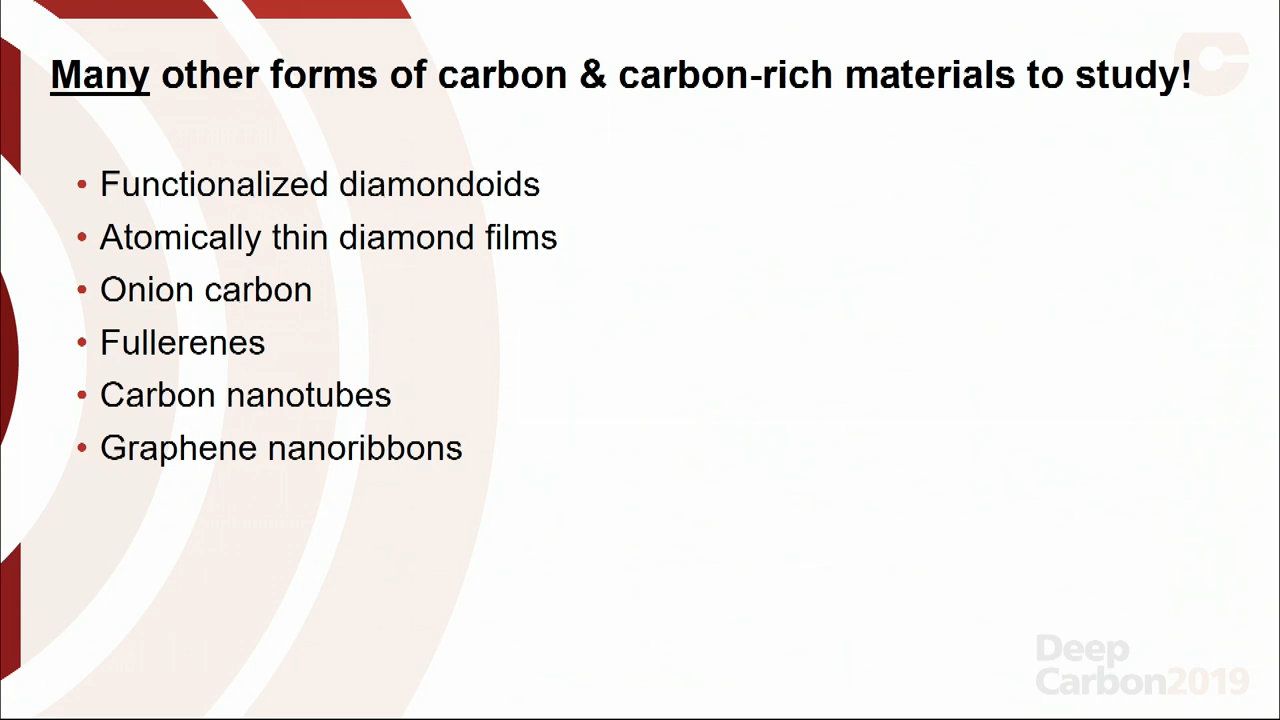 Many other forms of carbon & carbon-rich materials to study!
• Functionalized diamondoids
• Atomically thin diamond films
• Onion carbon
• Fullerenes
• Carbon nanotubes
• Graphene nanoribbons
Deep
Carbon2019